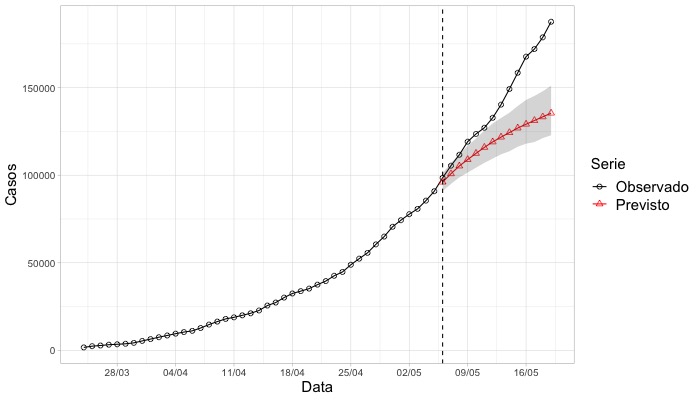 Casos
150000
100000
50000
0
28/03 04/04 11/04 18/04 25/04 02/05 09/05 16/05
Data
Serie
Observado
Previsto